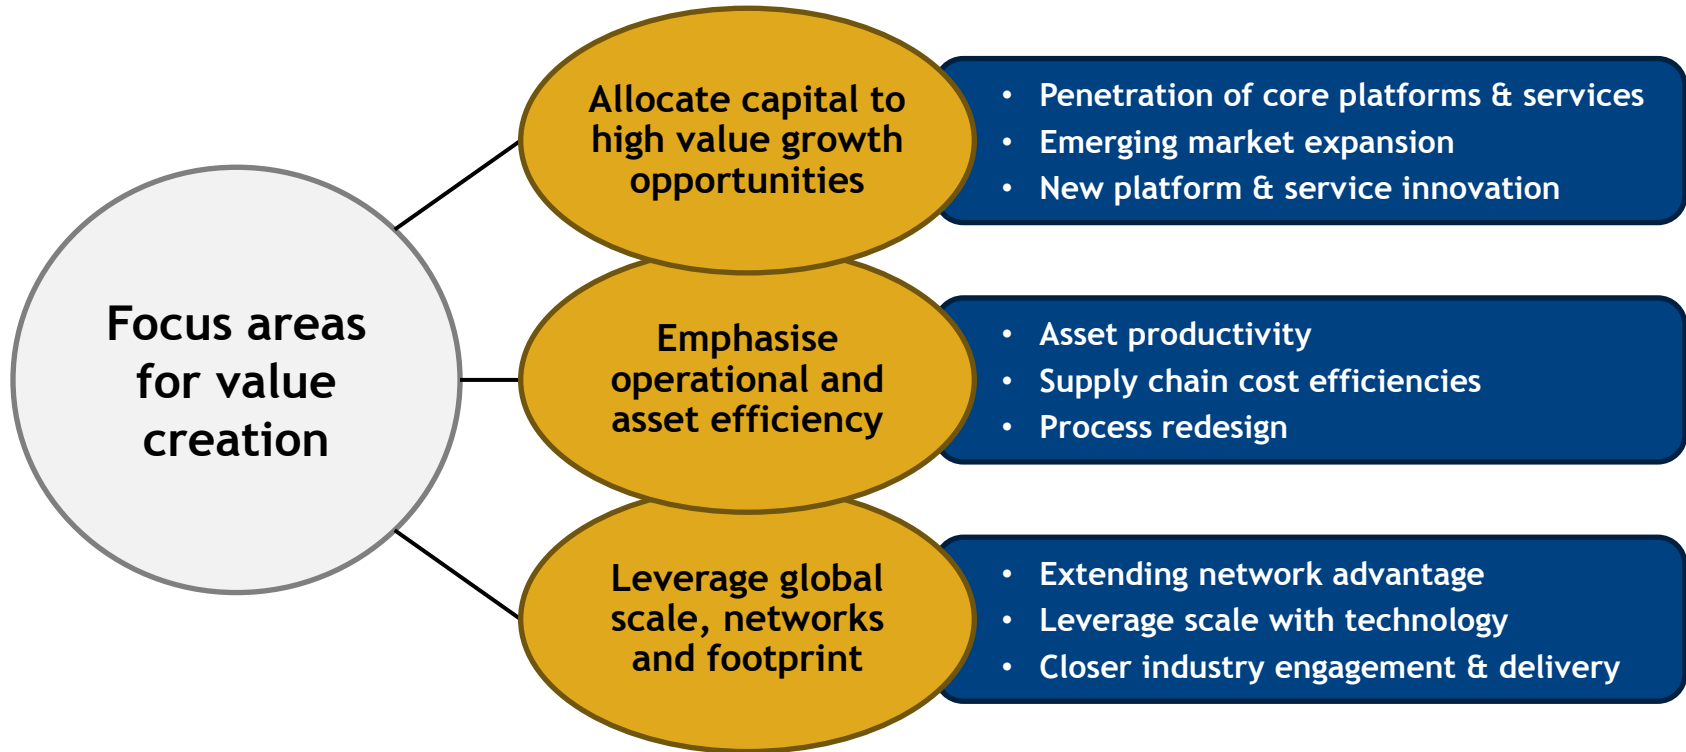 Focus areas
for value
creation
Allocate capital to
high value growth
opportunities
• Penetration of core platforms & services
• Emerging market expansion
• New platform & service innovation
Emphasise
operational and
asset efficiency
• Asset productivity
• Supply chain cost efficiencies
• Process redesign
Leverage global
scale, networks
and footprint
• Extending network advantage
• Leverage scale with technology
• Closer industry engagement & delivery